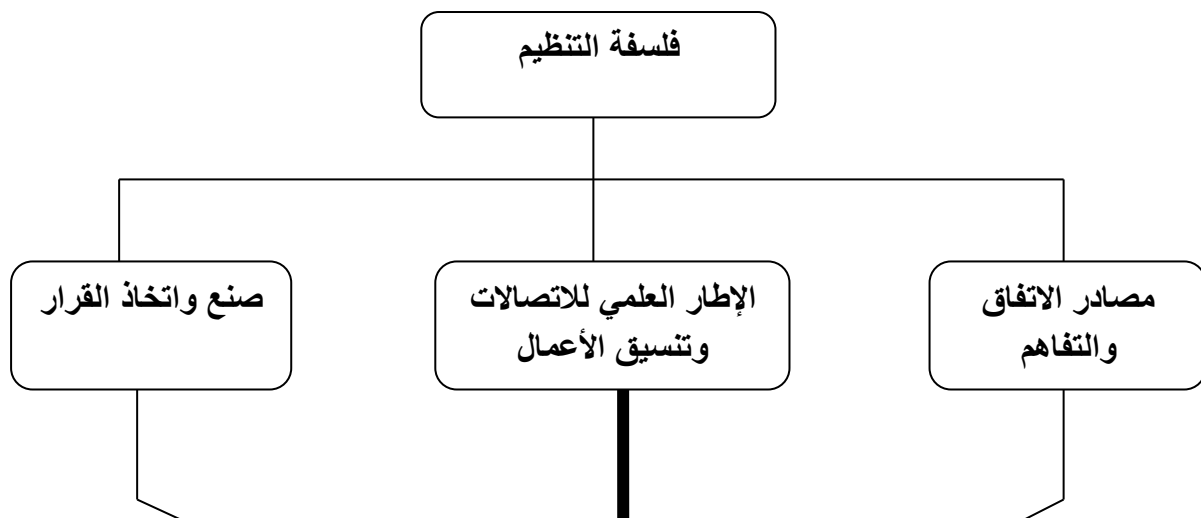 فلسفة التنظيم
مصادر الاتفاق
والتفاهم
الإطار العلمي للاتصالات
وتنسيق الأعمال
صنع واتخاذ القرار